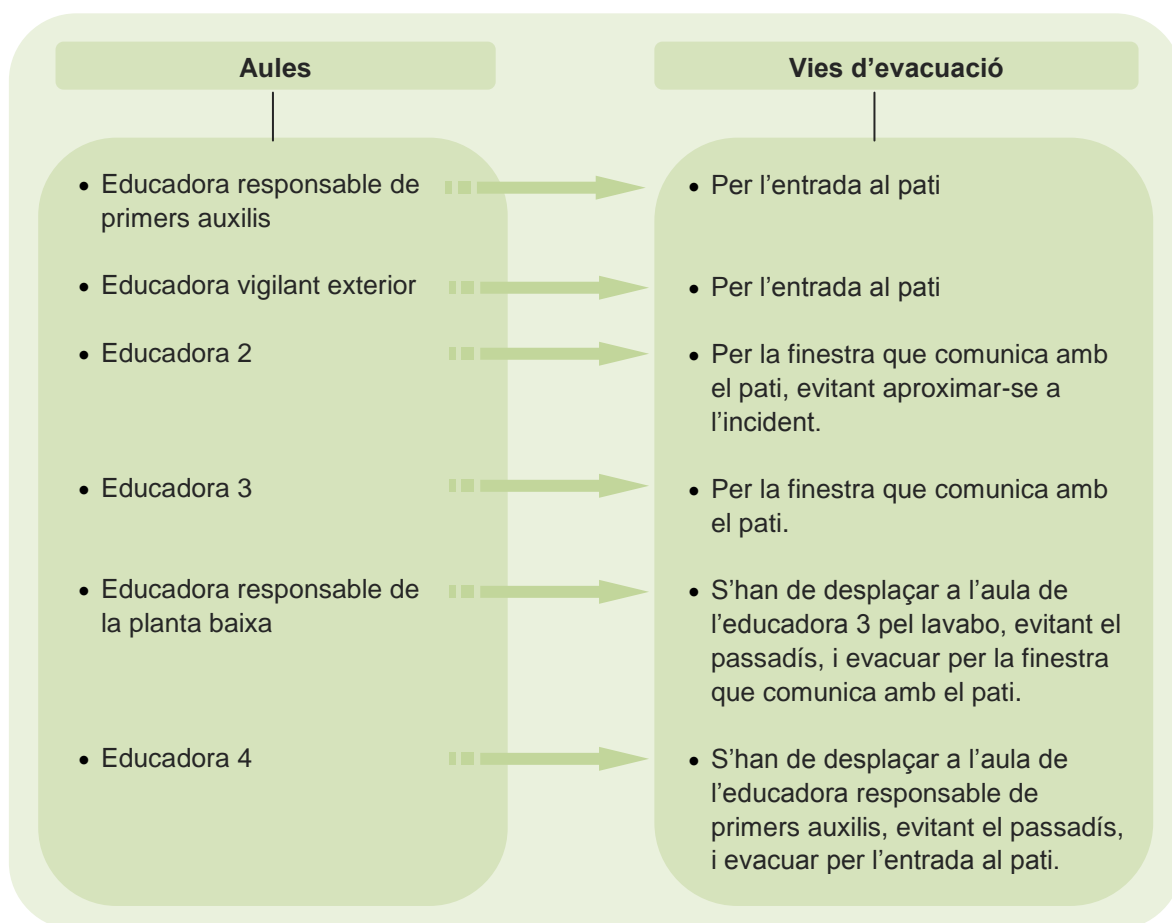 Aules
Vies d’evacuació
• Educadora responsable de
primers auxilis
• Per l’entrada al pati
• Educadora vigilant exterior
• Per l’entrada al pati
• Educadora 2
• Per la finestra que comunica amb
el pati, evitant aproximar-se a
l’incident.
• Educadora 3
• Per la finestra que comunica amb
el pati.
• Educadora responsable de
la planta baixa
• S’han de desplaçar a l’aula de
l’educadora 3 pel lavabo, evitant el
passadís, i evacuar per la finestra
que comunica amb el pati.
• Educadora 4
• S’han de desplaçar a l’aula de
l’educadora responsable de
primers auxilis, evitant el passadís,
i evacuar per l’entrada al pati.